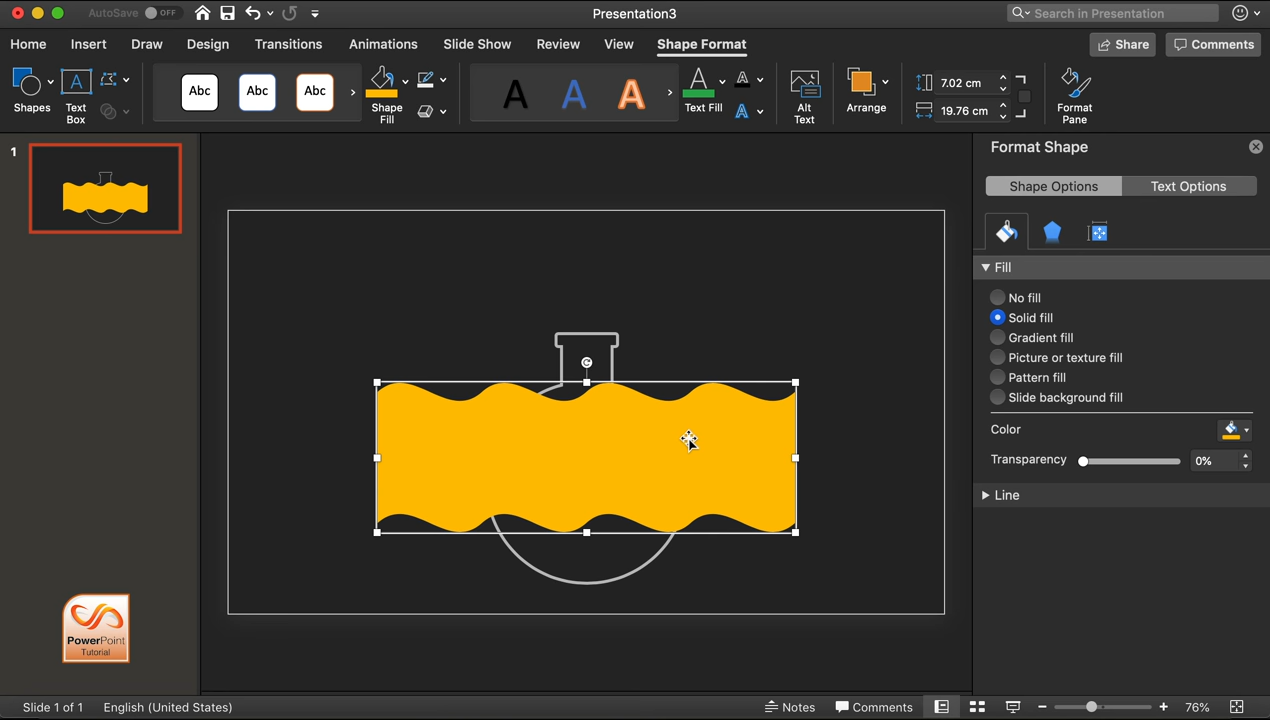 AutoSave OFF
Presentation3
Search in Presentation
Home Insert Draw Design Transitions Animations Slide Show Review View Shape Format
Share Comments
Shapes
Text Box
Abc Abc Abc
Shape Fill
A A A
Text Fill
A
A
Alt Text
Arrange
7.02 cm
19.76 cm
Format Pane
1
PowerPoint
Tutorial
Format Shape
Shape Options Text Options
Fill
No fill
Solid fill
Gradient fill
Picture or texture fill
Pattern fill
Slide background fill
Color
Transparency 0%
Line
Slide 1 of 1 English (United States) Notes Comments 76%